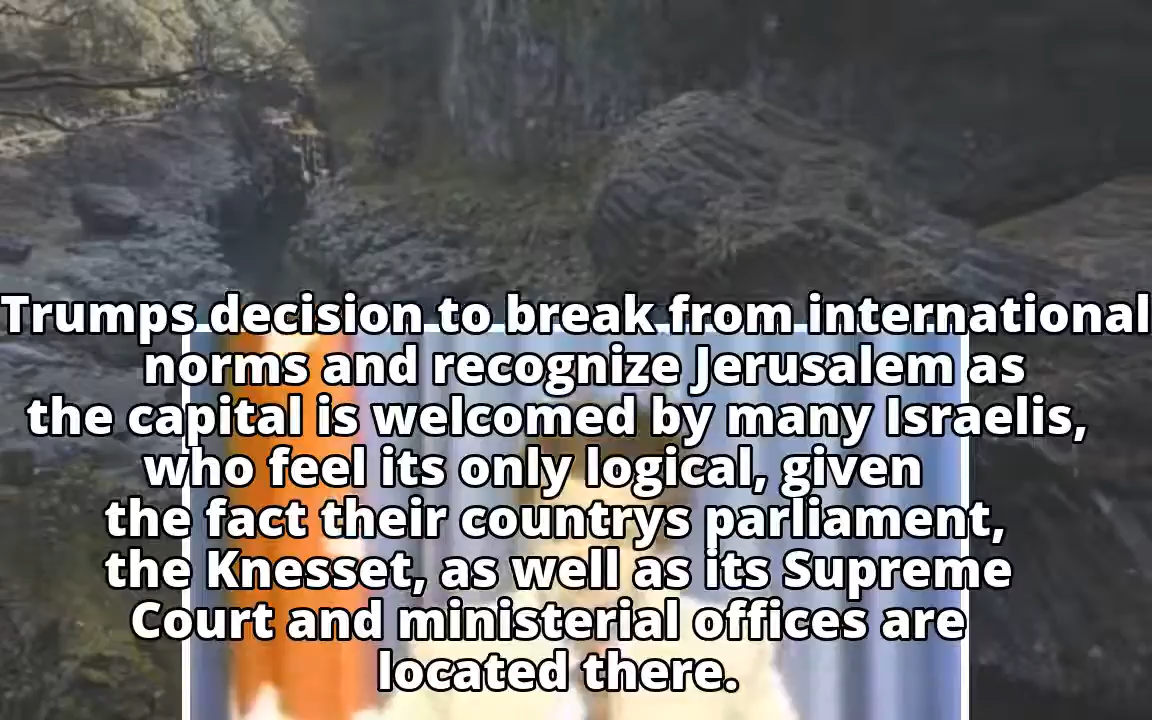 Trumps decision to break from international
norms and recognize Jerusalem as
the capital is welcomed by many Israelis,
who feel its only logical, given
the fact their countrys parliament,
the Knesset, as well as its Supreme
Court and ministerial offices are
located there.